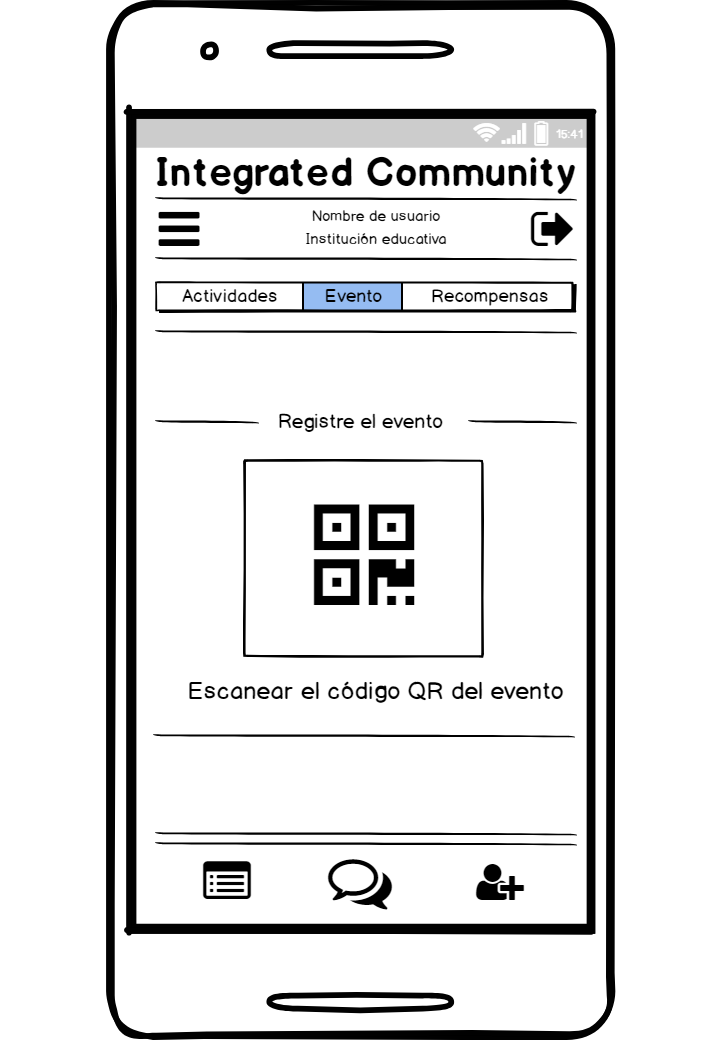 15:41
Integrated Community
Nombre de usuario
Institución educativa
Actividades Evento Recompensas
Registre el evento
Escanear el código QR del evento